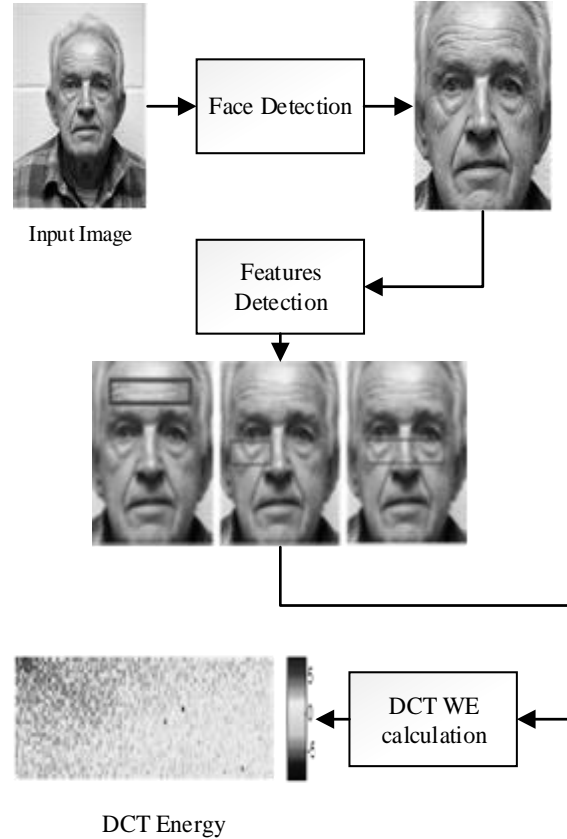 Face Detection
Input Image
Features
Detection
DCT WE
calculation
DCT Energy